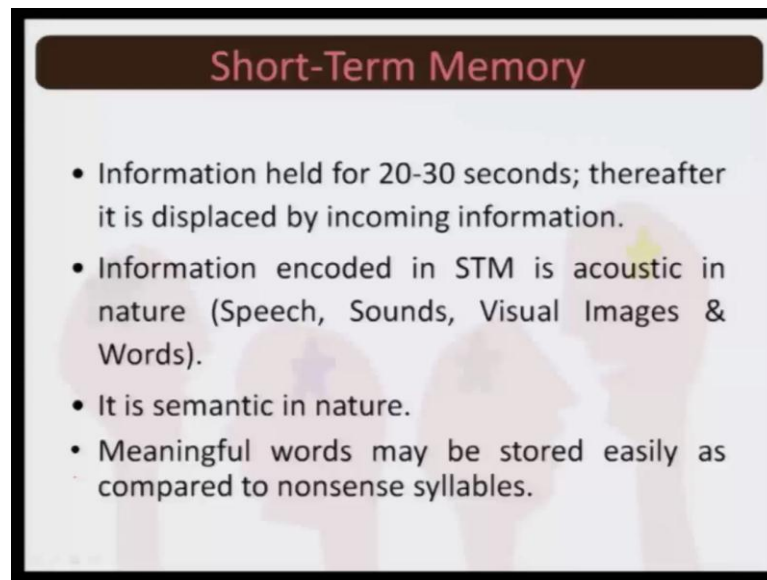 Short-Term Memory
• Information held for 20-30 seconds; thereafter
it is displaced by incoming information.
• Information encoded in STM is acoustic in
nature (Speech, Sounds, Visual Images &
Words).
• It is semantic in nature.
• Meaningful words may be stored easily as
compared to nonsense syllables.